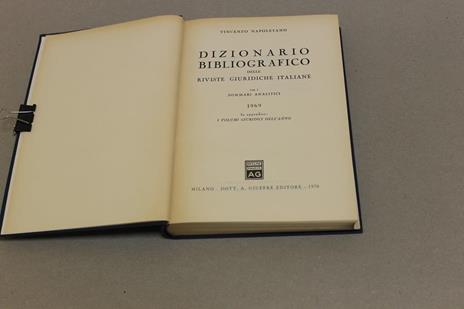 VINCENZO NAPOLETANO
DIZIONARIO
BIBLIOGRAFICO
DELLE
RIVISTE GIURIDICHE ITALIANE
CON I
SOMMARI ANALITICI
1969
In appendice:
I VOLUMI GIURIDICI DELL'ANNO
AG
MILANO - DOTT. A. GIUFFRÈ EDITORE - 1970